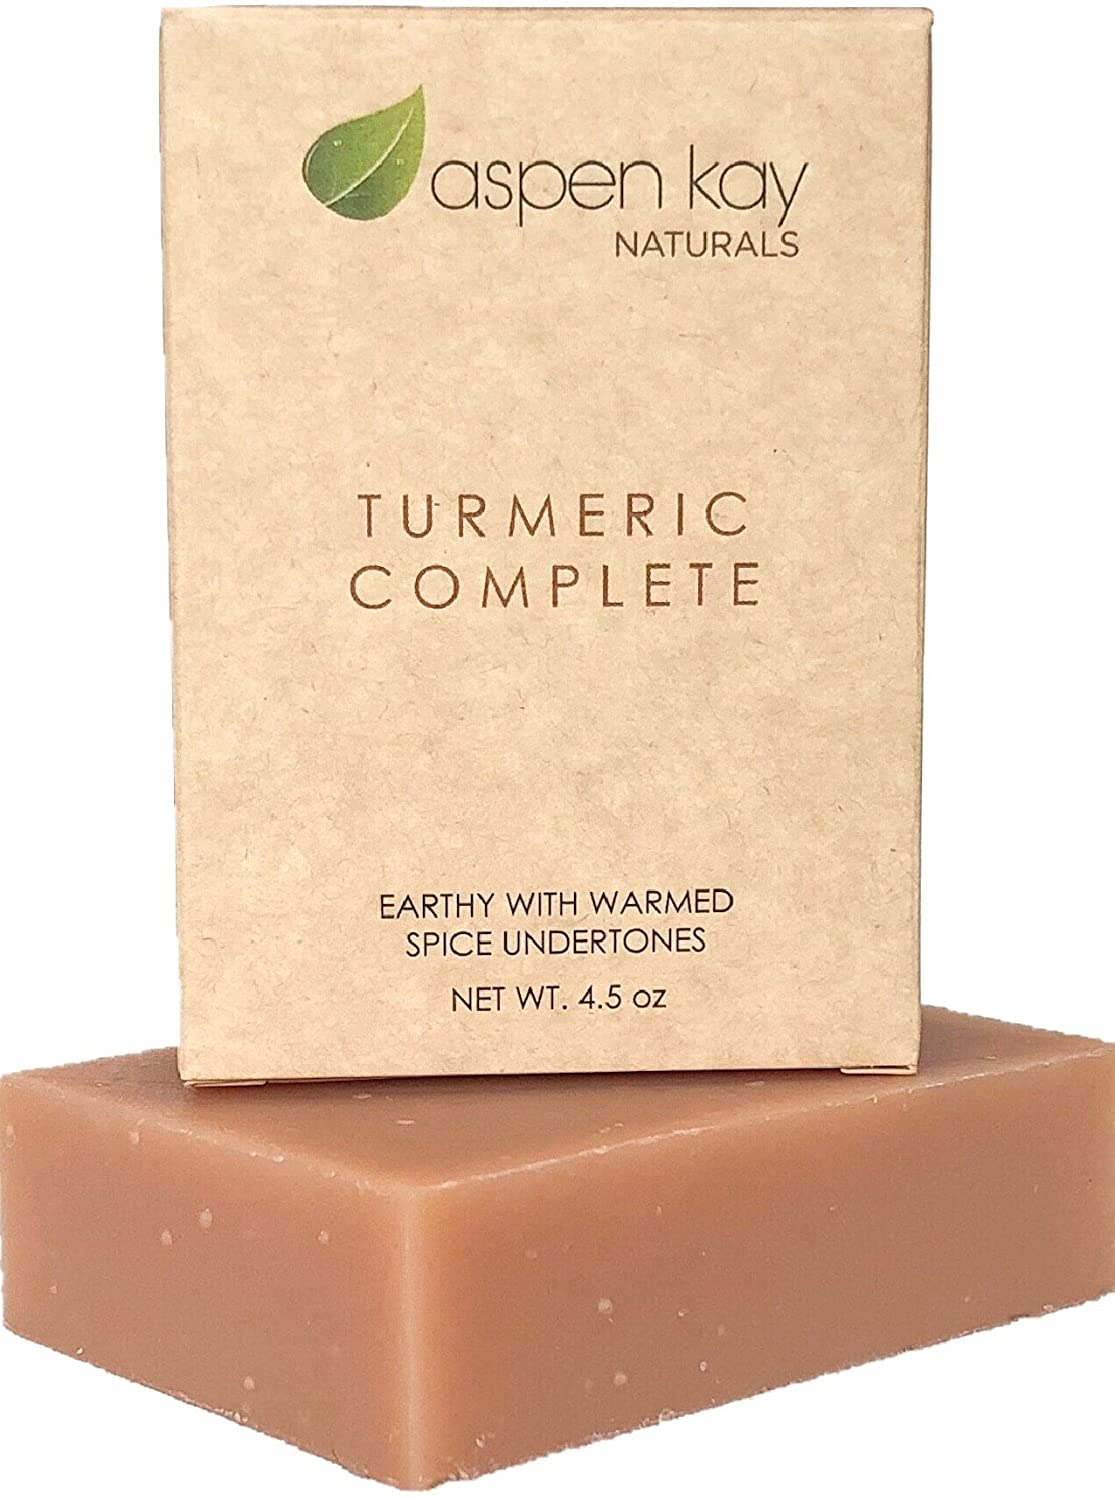 aspen kay
NATURALS
TURMERIC
COMPLETE
EARTHY WITH WARMED
SPICE UNDERTONES
NET WT. 4.5 oz